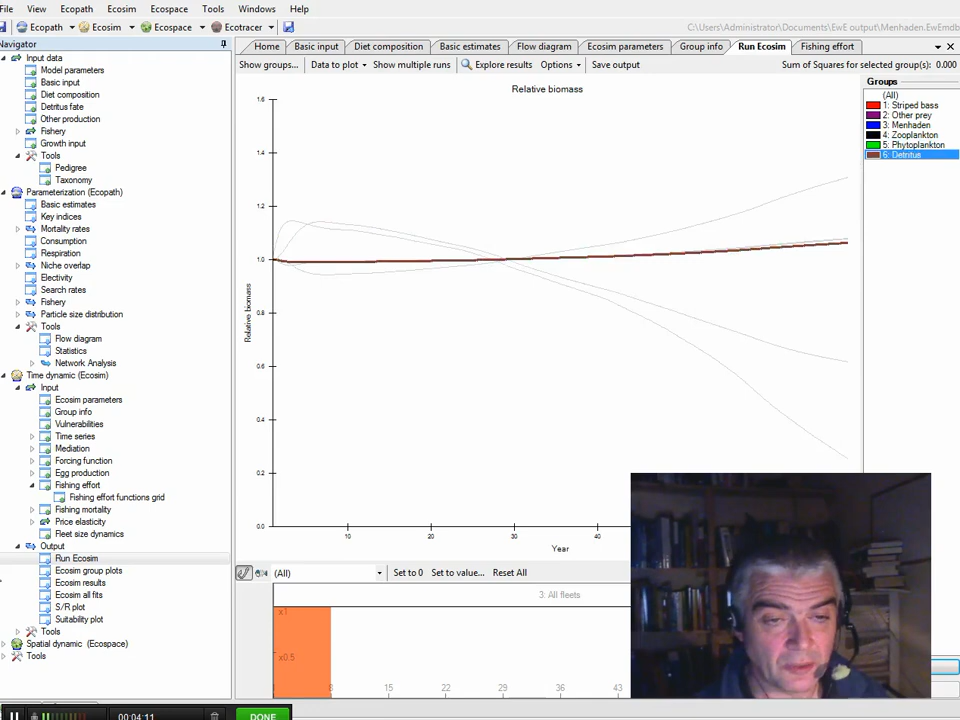 File View Ecopath Ecosim Ecospace Tools Windows Help
Ecopath Ecosim Ecospace Ecotracer C:\Users\Administrator\Documents\EwE output\Menhaden.EwEmdb
Navigator
Home Basic input Diet composition Basic estimates Flow diagram Ecosim parameters Group info Run Ecosim Fishing effort
Show groups... Data to plot Show multiple runs Explore results Options Save output Sum of Squares for selected group(s): 0.000
Input data
Model parameters
Basic input
Diet composition
Detritus fate
Other production
Fishery
Growth input
Tools
Pedigree
Taxonomy
Parameterization (Ecopath)
Basic estimates
Key indices
Mortality rates
Consumption
Respiration
Niche overlap
Electivity
Search rates
Fishery
Particle size distribution
Tools
Flow diagram
Statistics
Network Analysis
Time dynamic (Ecosim)
Input
Ecosim parameters
Group info
Vulnerabilities
Time series
Mediation
Forcing function
Egg production
Fishing effort
Fishing effort functions grid
Fishing mortality
Price elasticity
Fleet size dynamics
Output
Run Ecosim
Ecosim group plots
Ecosim results
Ecosim all fits
S/R plot
Suitability plot
Tools
Spatial dynamic (Ecospace)
Tools
00:04:11
DONE
Relative biomass
1.6
1.4
1.2
1.0
0.8
0.6
0.4
0.2
0.0
Relative biomass
10 20 30 40
Year
Groups
(All)
1: Striped bass
2: Other prey
3: Menhaden
4: Zooplankton
5: Phytoplankton
6: Detritus
(All) Set to 0 Set to value... Reset All
3: All fleets
x1
x0.5
8 15 22 29 36 43